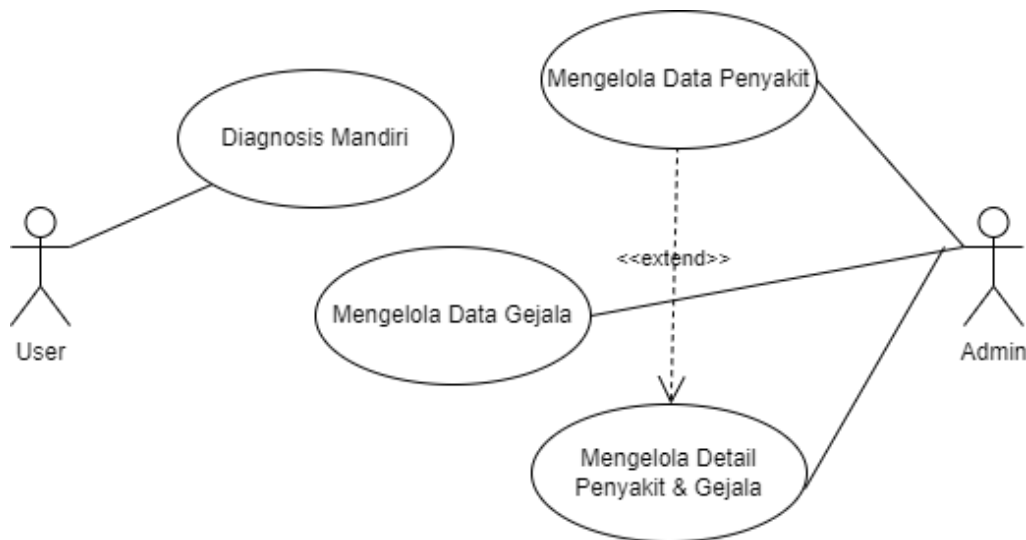 Mengelola Data Penyakit
Diagnosis Mandiri
<<extend>>
Mengelola Data Gejala
User
Admin
Mengelola Detail
Penyakit & Gejala